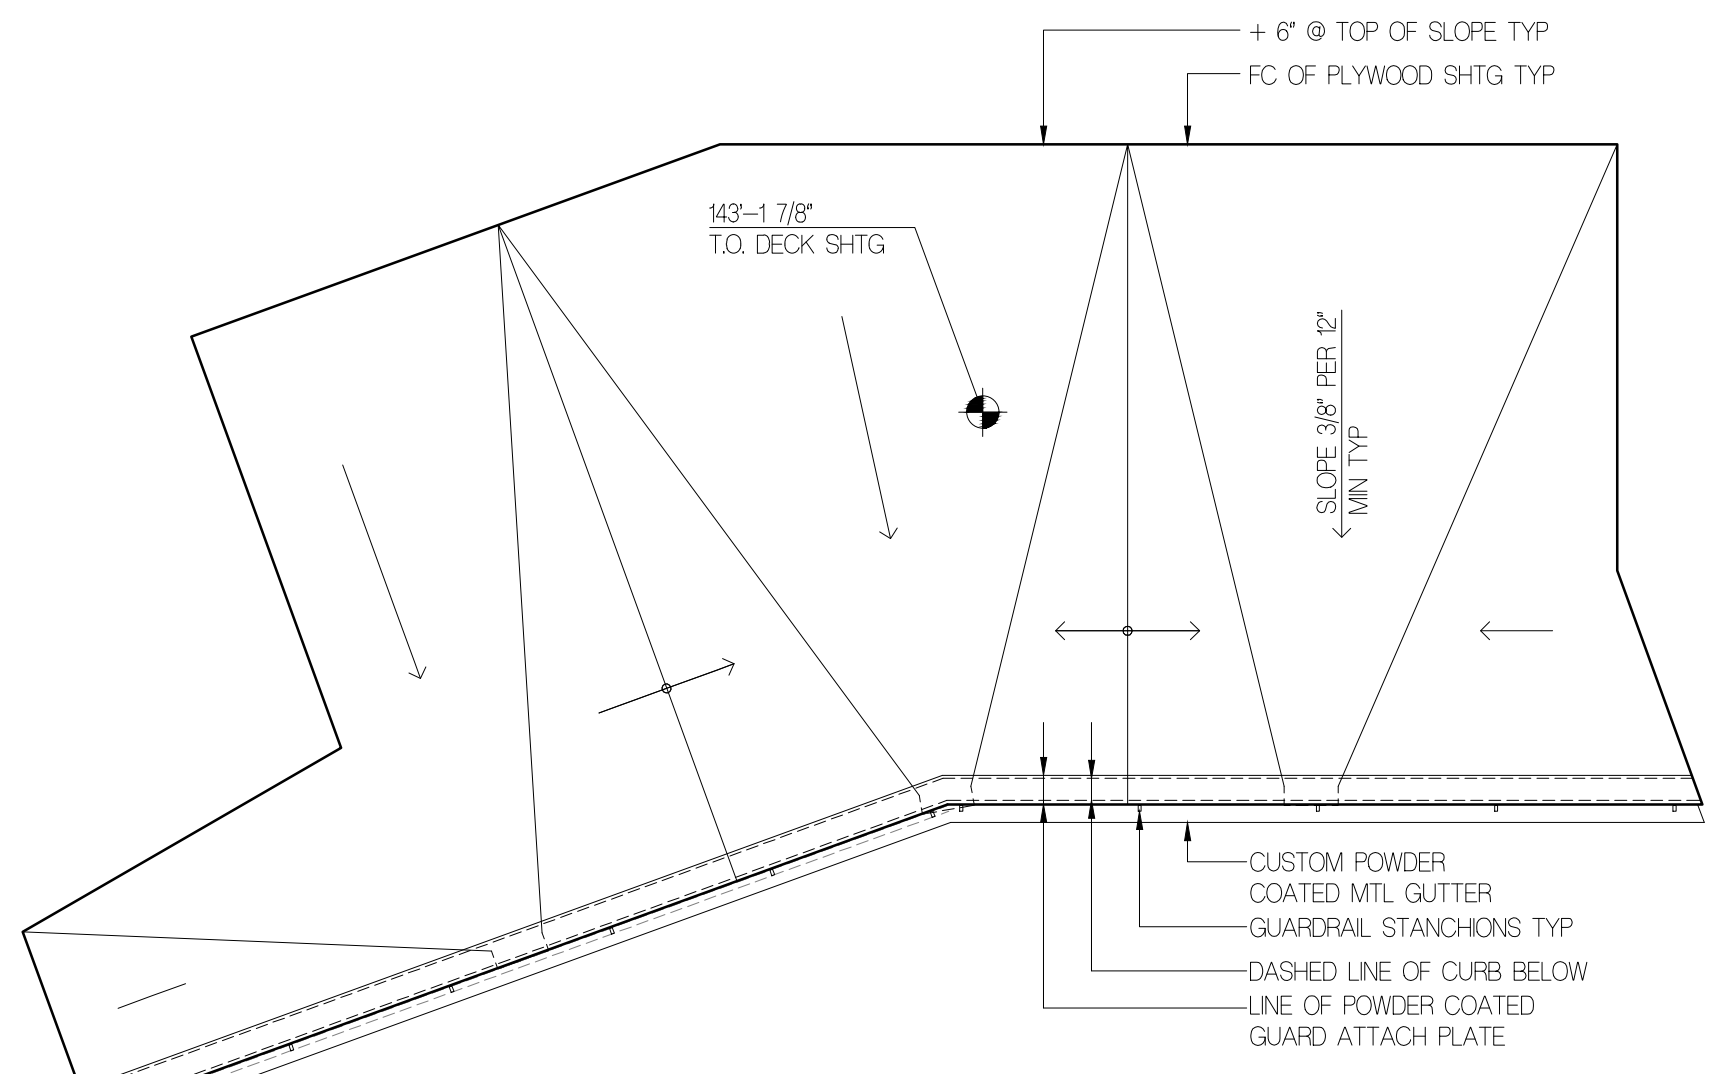 + 6" @ TOP OF SLOPE TYP
FC OF PLYWOOD SHTG TYP
143'-1 7/8"
T.O. DECK SHTG
SLOPE 3/8" PER 12"
MIN TYP
CUSTOM POWDER
COATED MTL GUTTER
GUARDRAIL STANCHIONS TYP
DASHED LINE OF CURB BELOW
LINE OF POWDER COATED
GUARD ATTACH PLATE